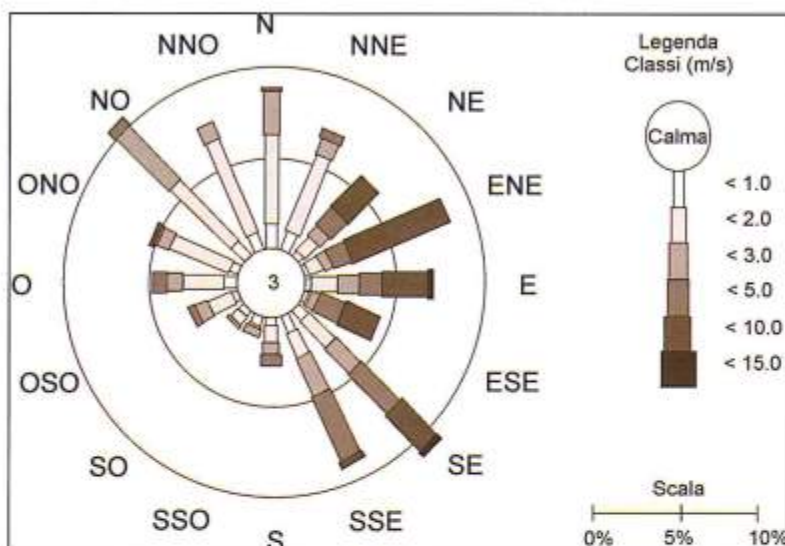 N
NNO
NNE
NO
NE
ONO
ENE
O
3
E
OSO
ESE
SO
SE
SSO
SSE
S
Legenda
Classi (m/s)
Calma
< 1.0
< 2.0
< 3.0
< 5.0
< 10.0
< 15.0
Scala
0% 5% 10%